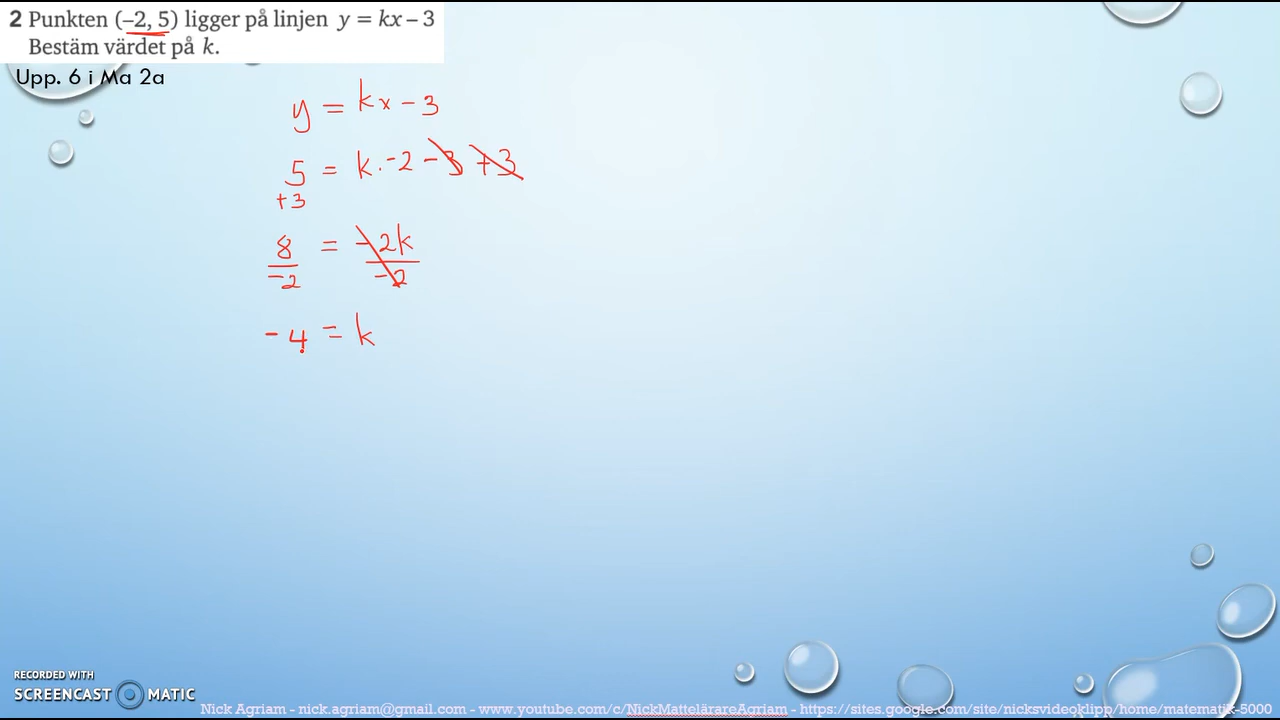 2 Punkten (–2, 5) ligger på linjen y = kx – 3
Bestäm värdet på k.
Upp. 6 i Ma 2a
y = kx - 3
5 = k · -2 - 3 + 3
+3
8 = -2k
-2 -2
-4 = k
RECORDED WITH
SCREENCAST MATIC
Nick Agriam - nick.agriam@gmail.com - www.youtube.com/c/NickMattelärareAgriam - https://sites.google.com/site/nicksvideoklipp/home/matematik-5000